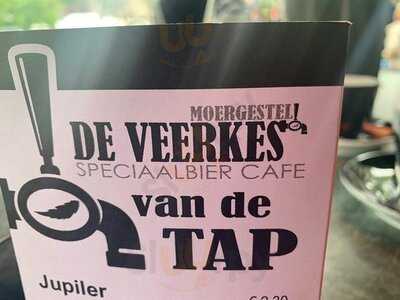 MOERGESTEL
DE VEERKES
SPECIAALBIER CAFE
van de
TAP
Jupiler